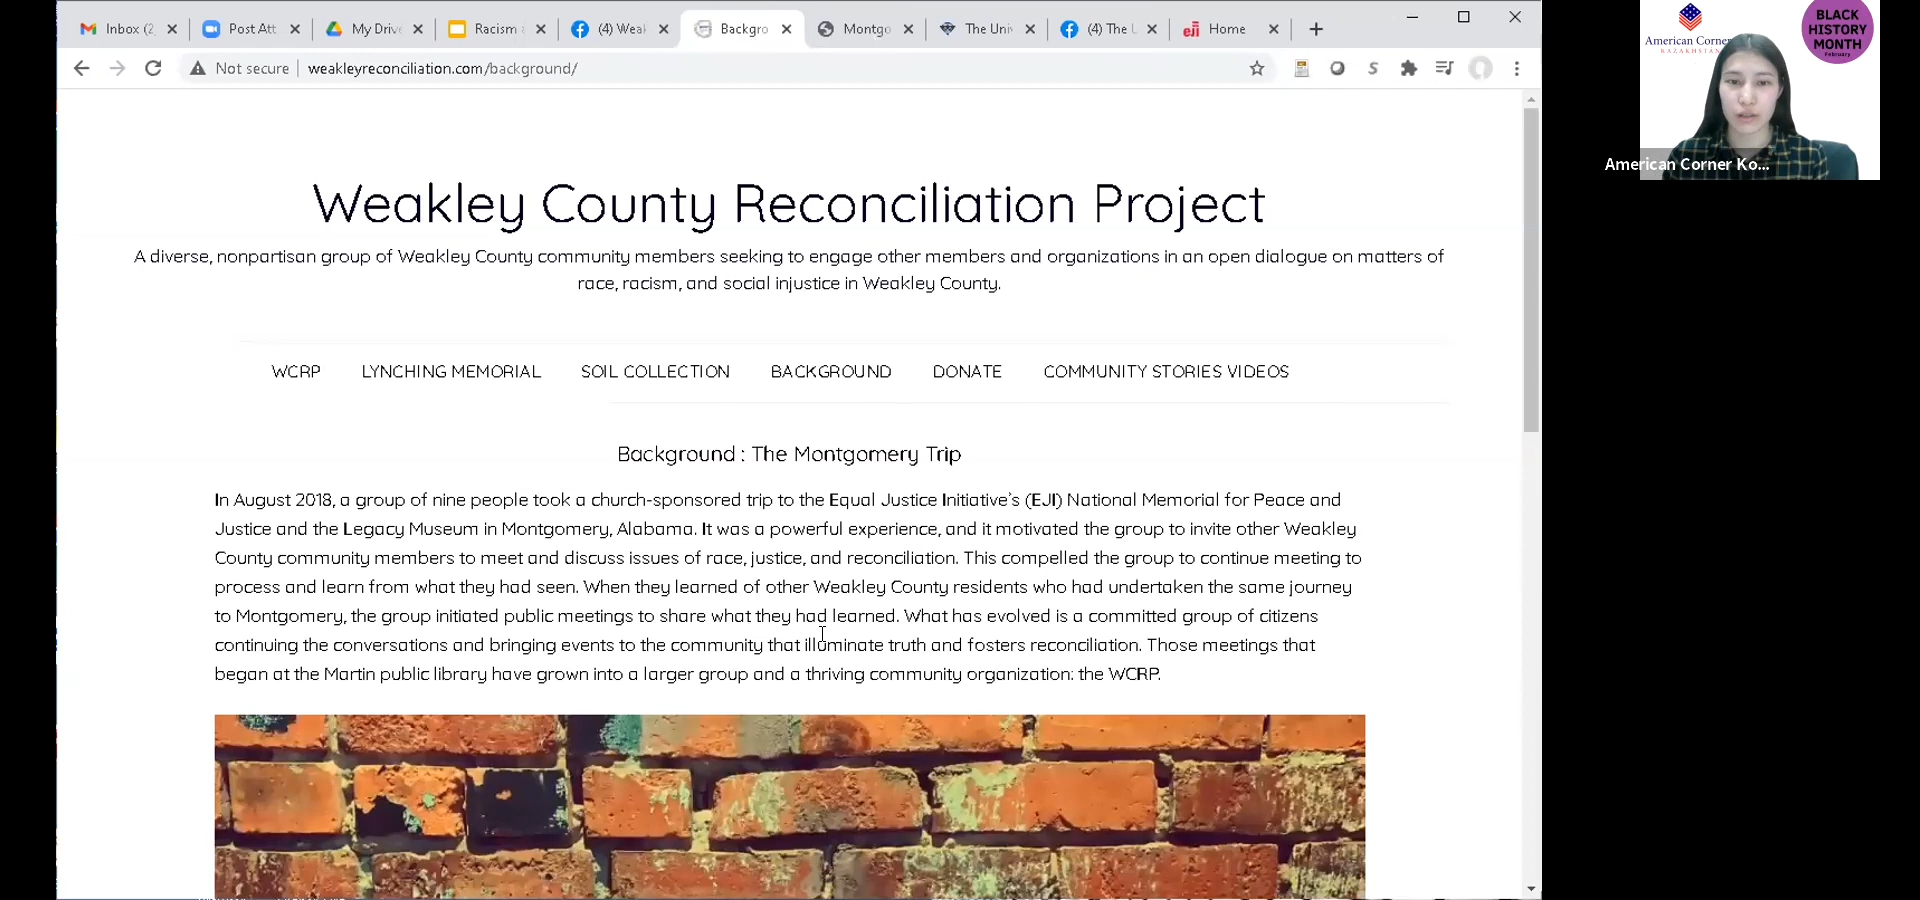 Inbox (2
Post Att
My Drive
Racism a
(4) Weak
Backgro
Montgo
The Uni
(4) The U
eji Home
Not secure
weakleyreconciliation.com/background/
Weakley County Reconciliation Project
A diverse, nonpartisan group of Weakley County community members seeking to engage other members and organizations in an open dialogue on matters of
race, racism, and social injustice in Weakley County.
WCRP LYNCHING MEMORIAL SOIL COLLECTION BACKGROUND DONATE COMMUNITY STORIES VIDEOS
Background : The Montgomery Trip
In August 2018, a group of nine people took a church-sponsored trip to the Equal Justice Initiative's (EJI) National Memorial for Peace and
Justice and the Legacy Museum in Montgomery, Alabama. It was a powerful experience, and it motivated the group to invite other Weakley
County community members to meet and discuss issues of race, justice, and reconciliation. This compelled the group to continue meeting to
process and learn from what they had seen. When they learned of other Weakley County residents who had undertaken the same journey
to Montgomery, the group initiated public meetings to share what they had learned. What has evolved is a committed group of citizens
continuing the conversations and bringing events to the community that illuminate truth and fosters reconciliation. Those meetings that
began at the Martin public library have grown into a larger group and a thriving community organization: the WCRP.
American Corner
KAZAKHSTAN
BLACK
HISTORY
MONTH
February
American Corner Ko...